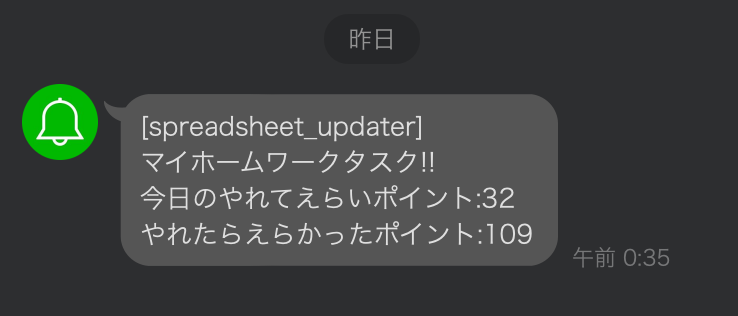 昨日
[spreadsheet_updater]
マイホームワークタスク!!
今日のやれてえらいポイント:32
やれたらえらかったポイント:109
午前 0:35